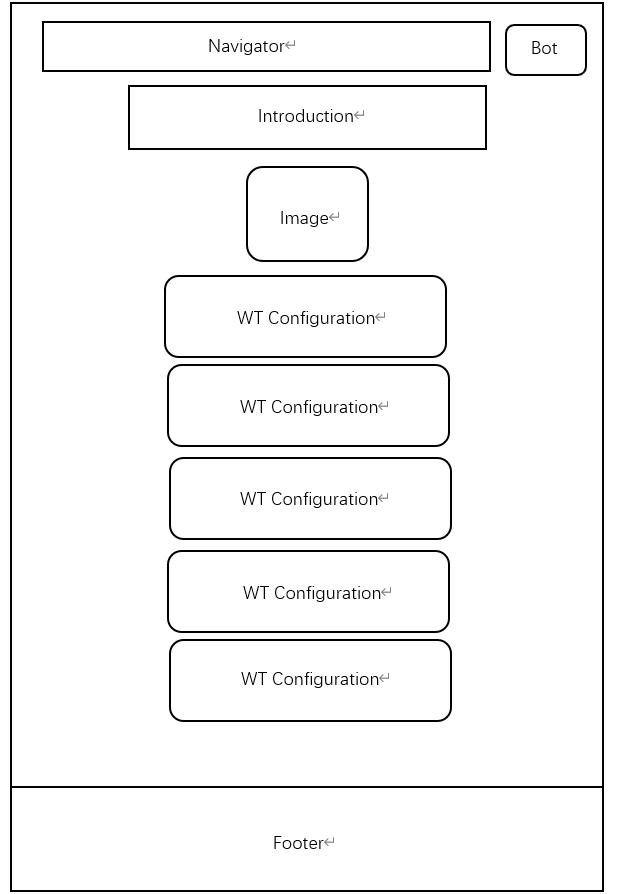 Navigator↵
Bot
Introduction↵
Image↵
WT Configuration↵
WT Configuration↵
WT Configuration↵
WT Configuration↵
WT Configuration↵
Footer↵